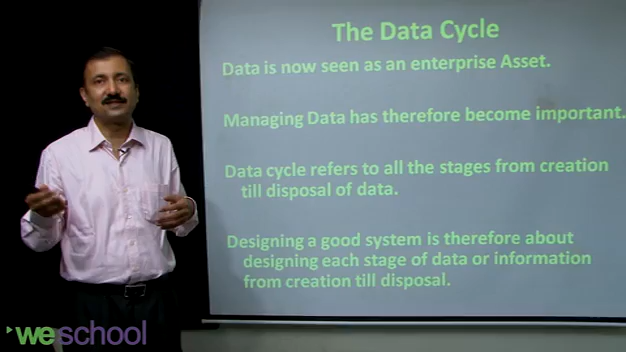 The Data Cycle
Data is now seen as an enterprise Asset.
Managing Data has therefore become important.
Data cycle refers to all the stages from creation
till disposal of data.
Designing a good system is therefore about
designing each stage of data or information
from creation till disposal.
weschool